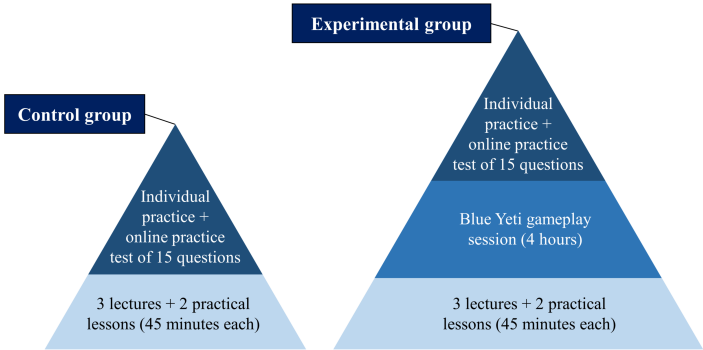 Control group
Individual
practice +
online practice
test of 15 questions
3 lectures + 2 practical
lessons (45 minutes each)
Experimental group
Individual
practice +
online practice
test of 15 questions
Blue Yeti gameplay
session (4 hours)
3 lectures + 2 practical
lessons (45 minutes each)